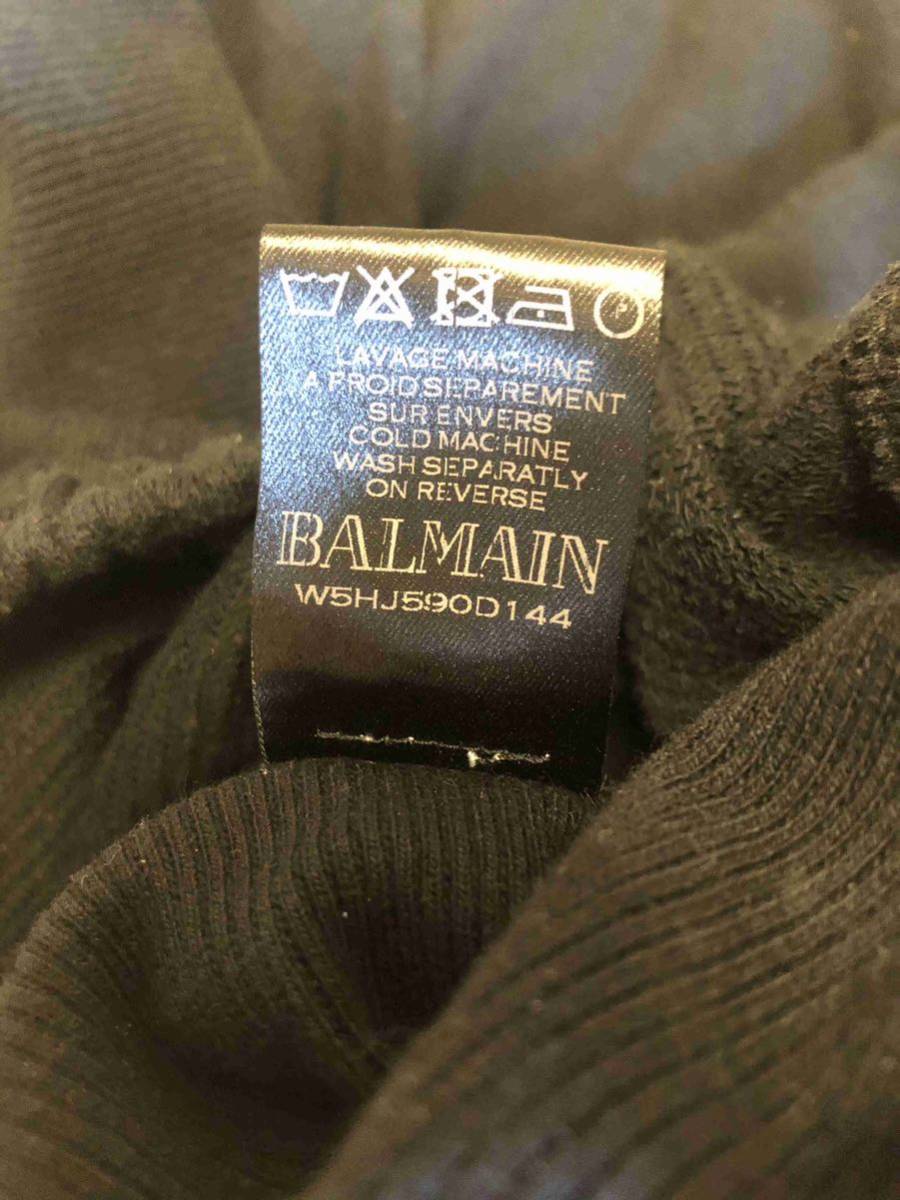 P
LAVAGE MACHINE
A FROID SEPAREMENT
SUR ENVERS
COLD MACHINE
WASH SEPARATLY
ON REVERSE
BALMAIN
W5HJ590D144